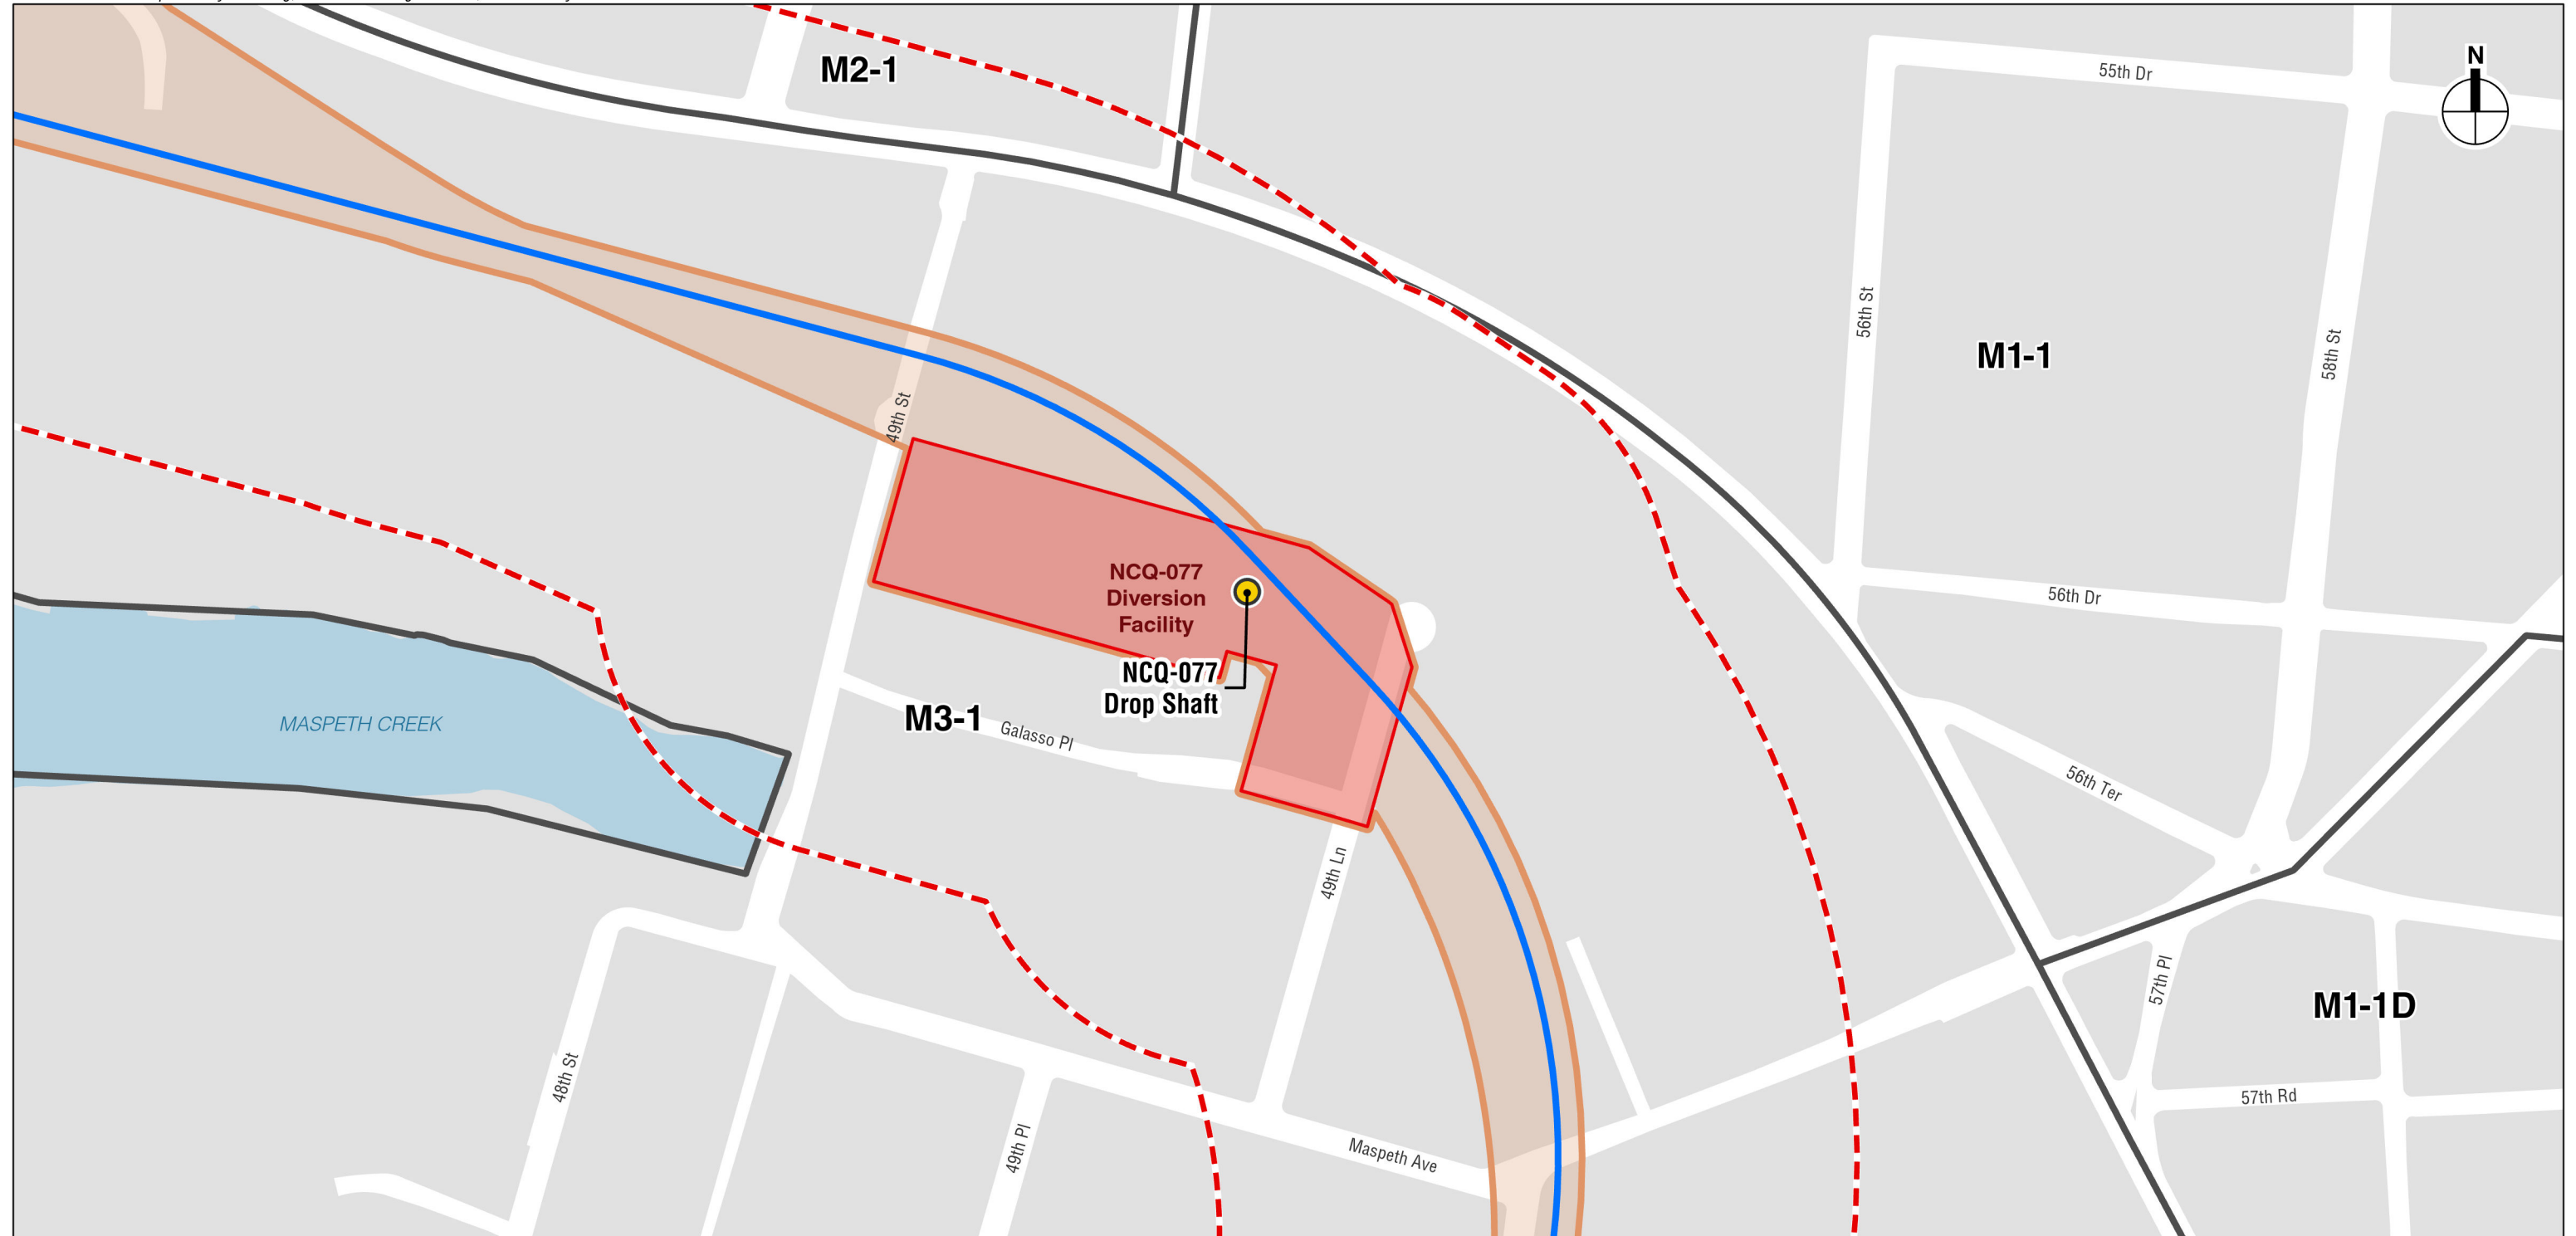 M2-1
N
55th Dr
56th St
M1-1
58th St
49th St
NCQ-077
Diversion
Facility
56th Dr
NCQ-077
Drop Shaft
M3-1
MASPETH CREEK
Galasso Pl
56th Ter
49th Ln
57th Pl
M1-1D
48th St
49th Pl
Maspeth Ave
57th Rd